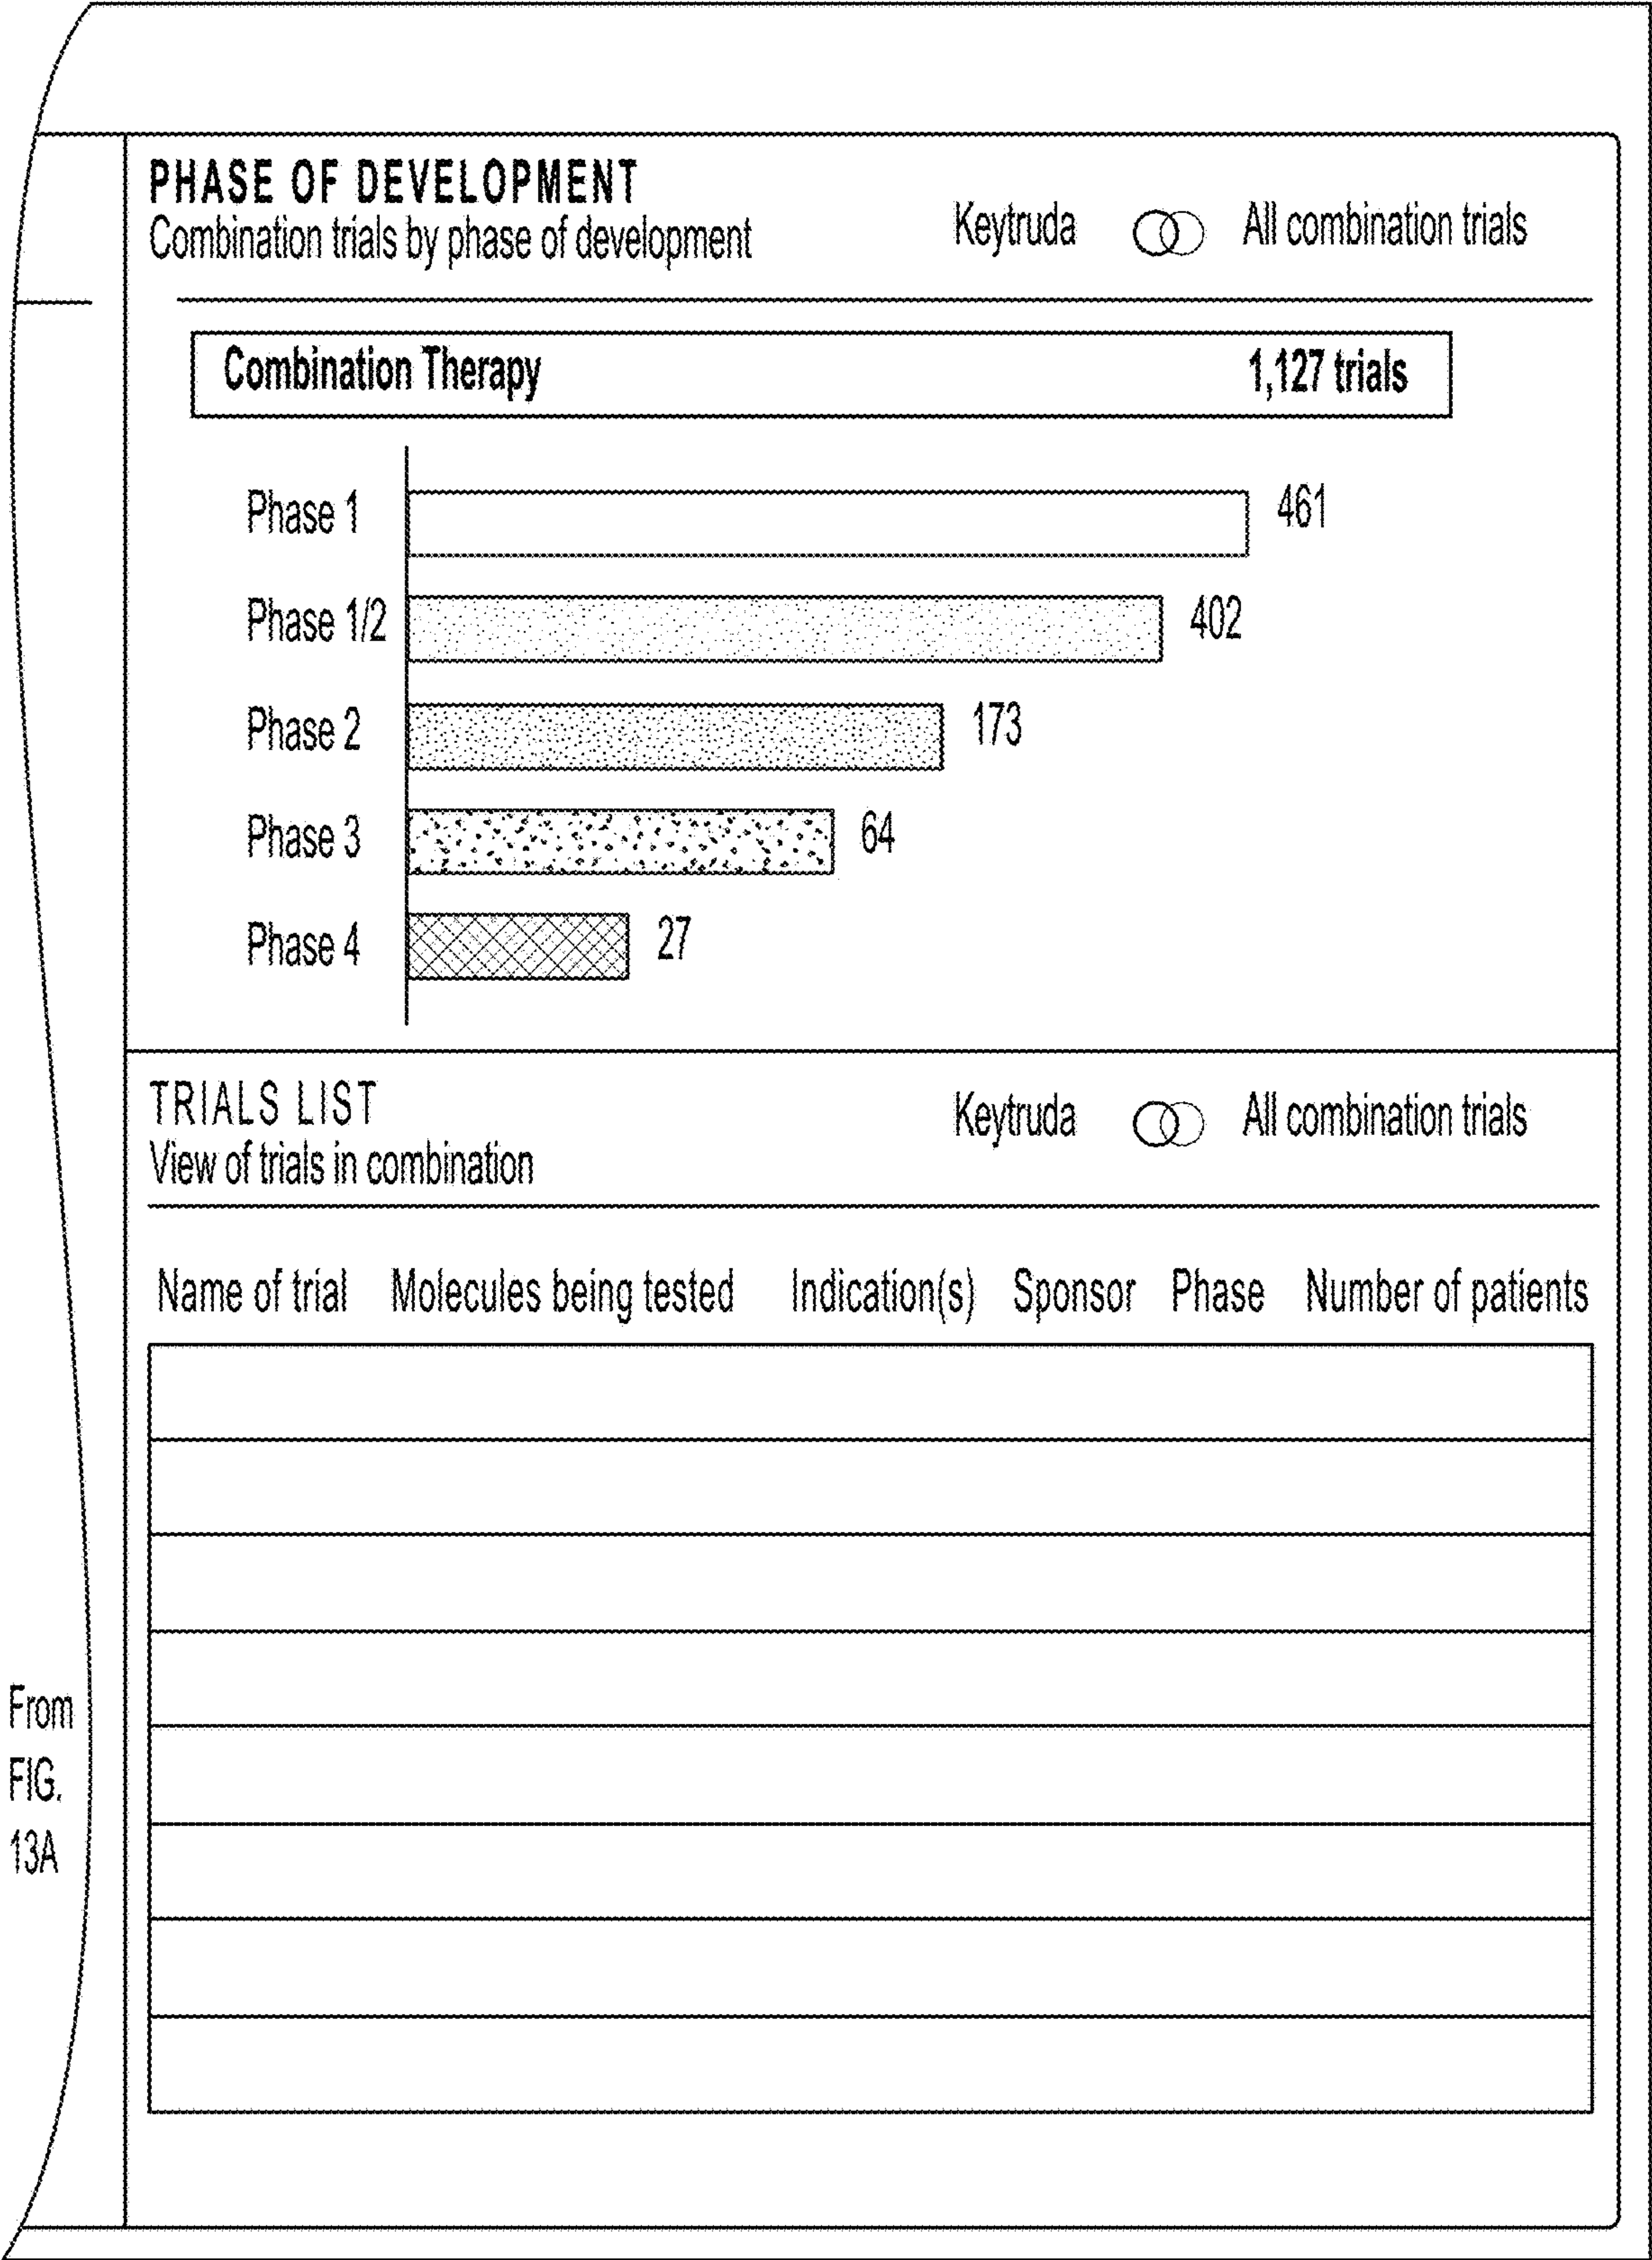 PHASE OF DEVELOPMENT
Combination trials by phase of development
Keytruda All combination trials
Combination Therapy 1,127 trials
Phase 1 461
Phase 1/2 402
Phase 2 173
Phase 3 64
Phase 4 27
TRIALS LIST
View of trials in combination
Keytruda All combination trials
Name of trial Molecules being tested Indication(s) Sponsor Phase Number of patients
From
FIG.
13A